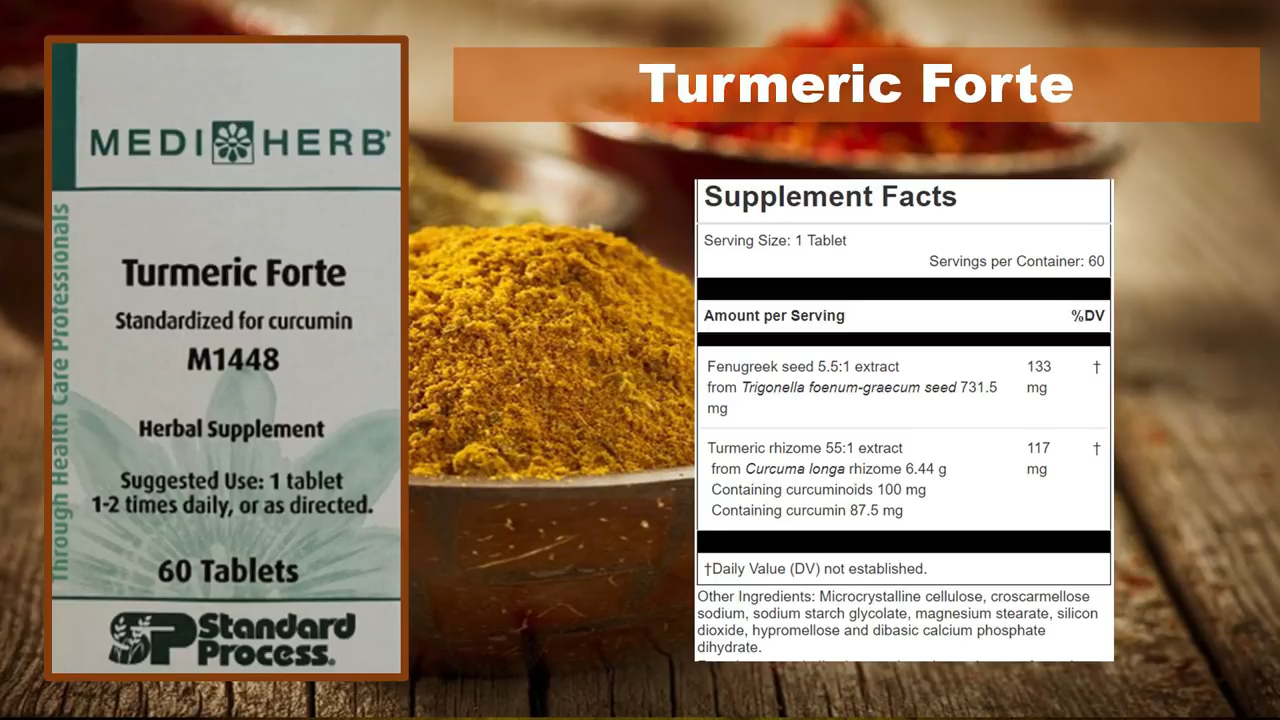 MEDI HERB®
Through Health Care Professionals
Turmeric Forte
Standardized for curcumin
M1448
Herbal Supplement
Suggested Use: 1 tablet
1-2 times daily, or as directed.
60 Tablets
SP Standard
Process®
Turmeric Forte
Supplement Facts
Serving Size: 1 Tablet
Servings per Container: 60
Amount per Serving %DV
Fenugreek seed 5.5:1 extract 133 †
from Trigonella foenum-graecum seed 731.5 mg
mg
Turmeric rhizome 55:1 extract 117 †
from Curcuma longa rhizome 6.44 g mg
Containing curcuminoids 100 mg
Containing curcumin 87.5 mg
†Daily Value (DV) not established.
Other Ingredients: Microcrystalline cellulose, croscarmellose
sodium, sodium starch glycolate, magnesium stearate, silicon
dioxide, hypromellose and dibasic calcium phosphate
dihydrate.